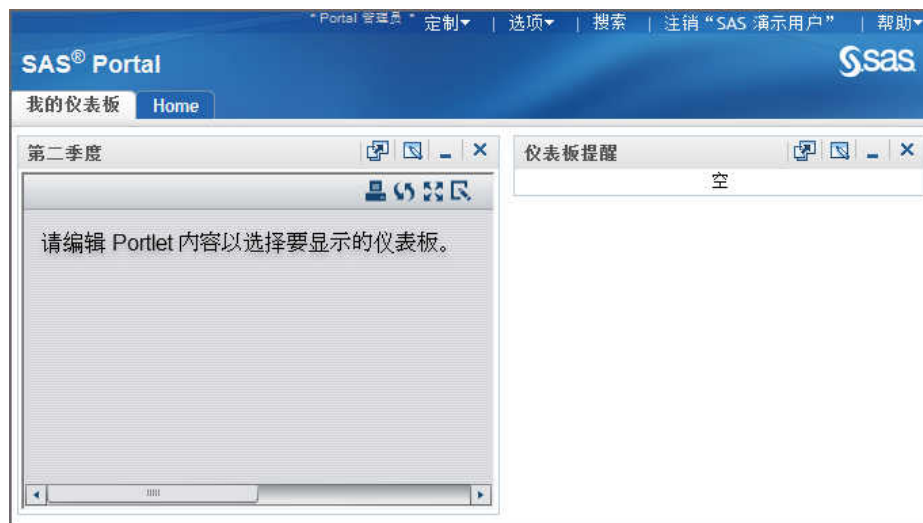 * Portal 管理员 * 定制 | 选项 | 搜索 | 注销 “SAS 演示用户” | 帮助
SAS® Portal
sas
我的仪表板 Home
第二季度
仪表板提醒
空
请编辑 Portlet 内容以选择要显示的仪表板。